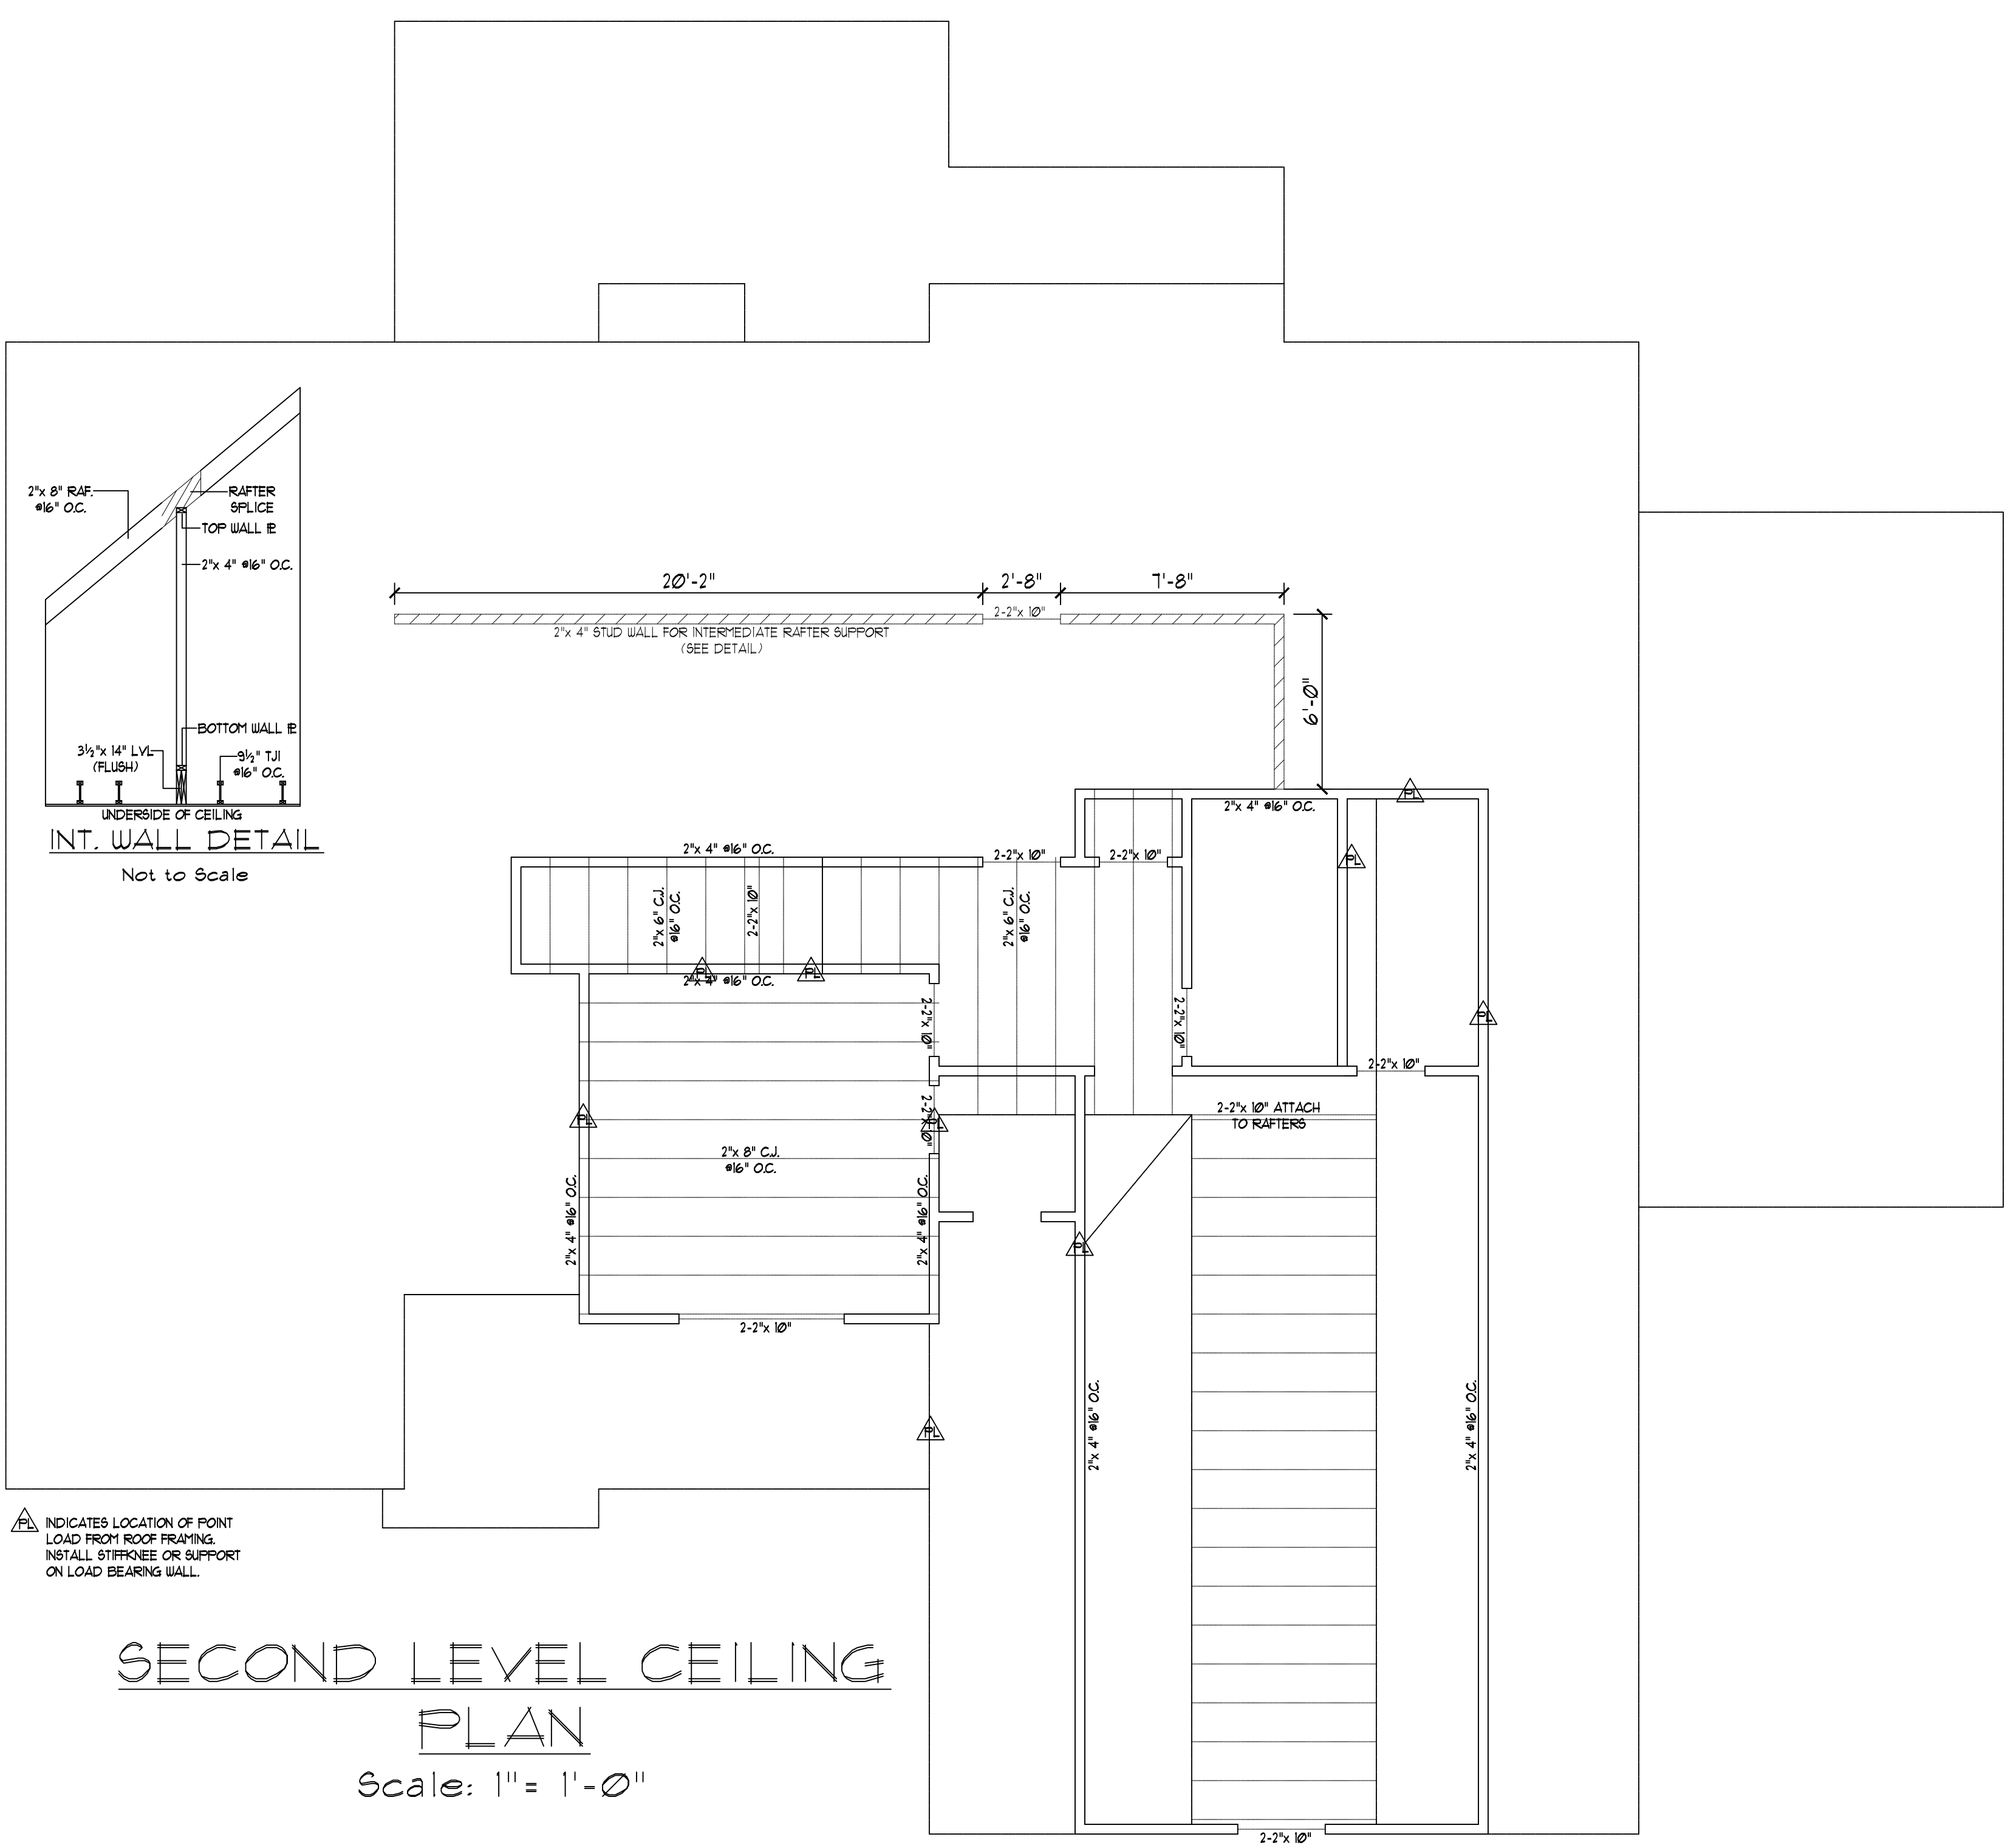 2"x 8" RAF.
@16" O.C.
RAFTER
SPLICE
TOP WALL PL
2"x 4" @16" O.C.
BOTTOM WALL PL
3½"x 14" LVL
(FLUSH)
9½" TJI
@16" O.C.
UNDERSIDE OF CEILING
INT. WALL DETAIL
Not to Scale
20'-2"
2'-8"
7'-8"
2-2"x 10"
2"x 4" STUD WALL FOR INTERMEDIATE RAFTER SUPPORT
(SEE DETAIL)
6'-0"
PL
2"x 4" @16" O.C.
2"x 4" @16" O.C.
2-2"x 10"
2-2"x 10"
PL
2"x 6" C.J.
@16" O.C.
2-2"x 10"
2"x 6" C.J.
@16" O.C.
PL
PL
2"x 4" @16" O.C.
2-2"x 10"
2-2"x 10"
PL
2-2"x 10"
PL
2-2"x 10"
PL
2-2"x 10" ATTACH
TO RAFTERS
2"x 8" C.J.
@16" O.C.
2"x 4" @16" O.C.
2"x 4" @16" O.C.
PL
2-2"x 10"
PL
2"x 4" @16" O.C.
2"x 4" @16" O.C.
PL INDICATES LOCATION OF POINT
LOAD FROM ROOF FRAMING.
INSTALL STIFFKNEE OR SUPPORT
ON LOAD BEARING WALL.
SECOND LEVEL CEILING
PLAN
Scale: 1"= 1'-0"
2-2"x 10"